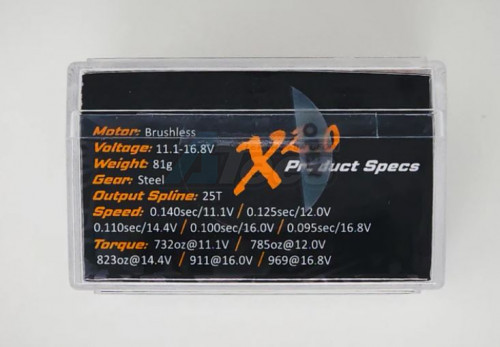 Motor: Brushless
Voltage: 11.1-16.8V
Weight: 81g
Gear: Steel
Output Spline: 25T
Speed: 0.140sec/11.1V / 0.125sec/12.0V
0.110sec/14.4V / 0.100sec/16.0V / 0.095sec/16.8V
Torque: 732oz@11.1V / 785oz@12.0V
823oz@14.4V / 911@16.0V / 969@16.8V
Product Specs